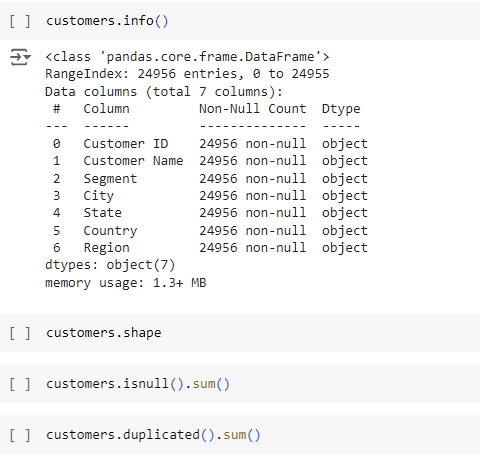 [ ] customers.info()
<class 'pandas.core.frame.DataFrame'>
RangeIndex: 24956 entries, 0 to 24955
Data columns (total 7 columns):
 #   Column         Non-Null Count  Dtype
---  ------         --------------  -----
 0   Customer ID    24956 non-null  object
 1   Customer Name  24956 non-null  object
 2   Segment        24956 non-null  object
 3   City           24956 non-null  object
 4   State          24956 non-null  object
 5   Country        24956 non-null  object
 6   Region         24956 non-null  object
dtypes: object(7)
memory usage: 1.3+ MB
[ ] customers.shape
[ ] customers.isnull().sum()
[ ] customers.duplicated().sum()